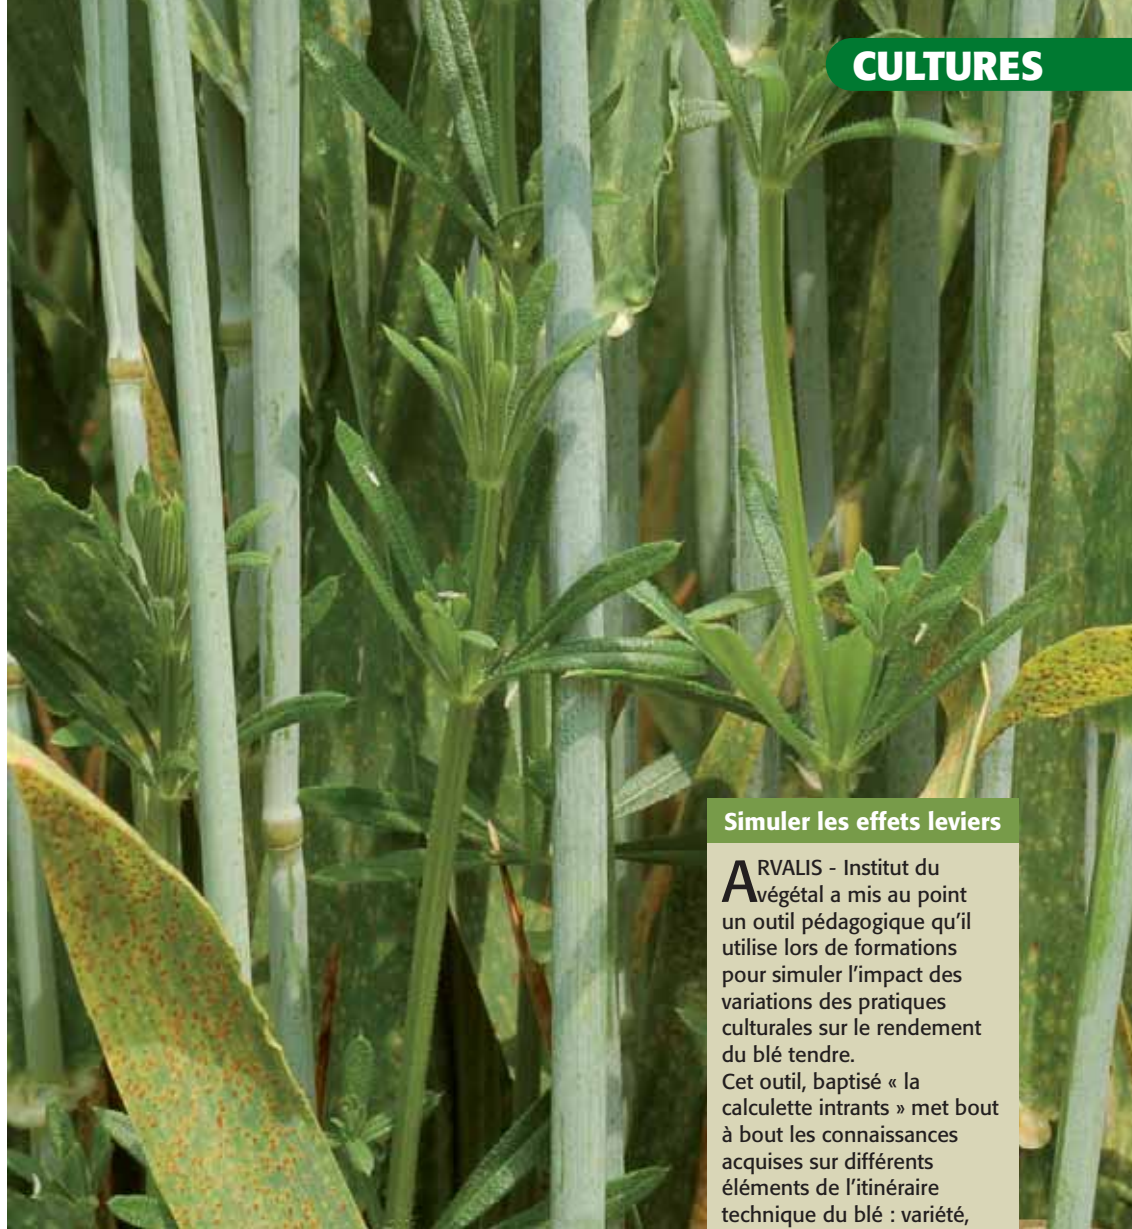 CULTURES
Simuler les effets leviers
ARVALIS - Institut du
végétal a mis au point
un outil pédagogique qu’il
utilise lors de formations
pour simuler l’impact des
variations des pratiques
culturales sur le rendement
du blé tendre.
Cet outil, baptisé « la
calculette intrants » met bout
à bout les connaissances
acquises sur différents
éléments de l’itinéraire
technique du blé : variété,